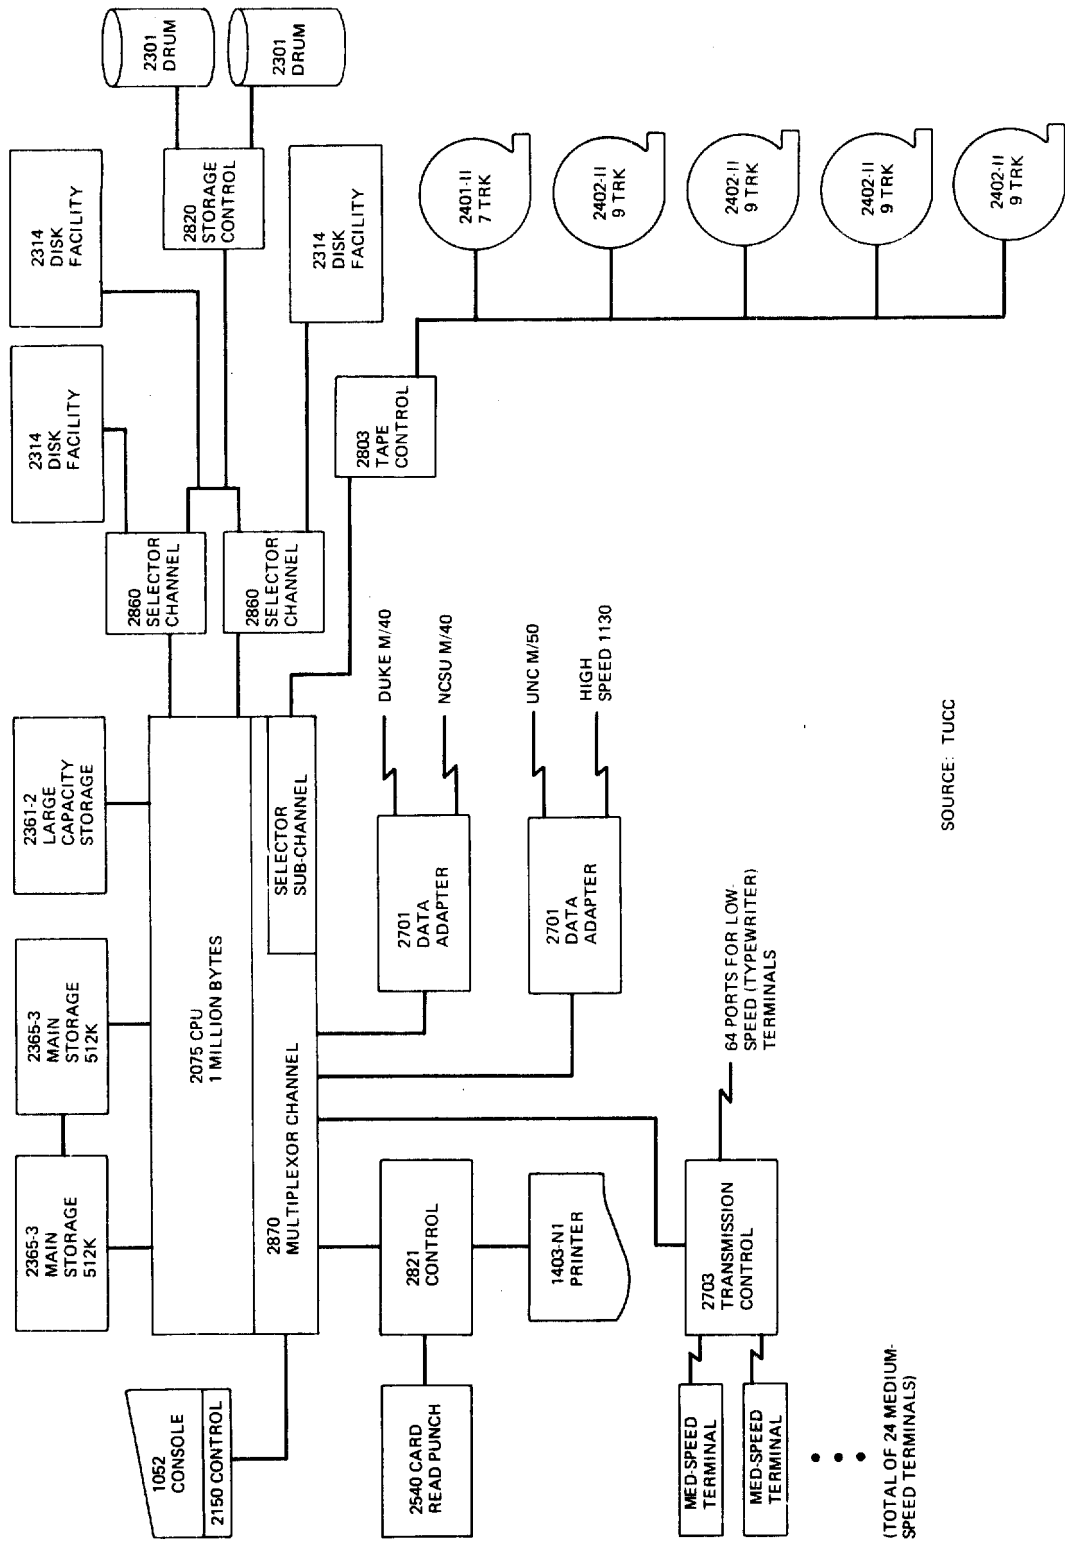 2365-3
MAIN
STORAGE
512K
2365-3
MAIN
STORAGE
512K
2361-2
LARGE
CAPACITY
STORAGE
2314
DISK
FACILITY
2314
DISK
FACILITY
1052
CONSOLE
2150 CONTROL
2075 CPU
1 MILLION BYTES
2870
MULTIPLEXOR CHANNEL
SELECTOR
SUB-CHANNEL
2860
SELECTOR
CHANNEL
2860
SELECTOR
CHANNEL
2820
STORAGE
CONTROL
2301
DRUM
2301
DRUM
2314
DISK
FACILITY
2540 CARD
READ PUNCH
2821
CONTROL
1403-N1
PRINTER
2701
DATA
ADAPTER
DUKE M/40
NCSU M/40
2701
DATA
ADAPTER
UNC M/50
HIGH
SPEED 1130
2803
TAPE
CONTROL
2401-II
7 TRK
2402-II
9 TRK
2402-II
9 TRK
2402-II
9 TRK
2402-II
9 TRK
MED-SPEED
TERMINAL
MED-SPEED
TERMINAL
2703
TRANSMISSION
CONTROL
64 PORTS FOR LOW-
SPEED (TYPEWRITER)
TERMINALS
(TOTAL OF 24 MEDIUM-
SPEED TERMINALS)
SOURCE: TUCC